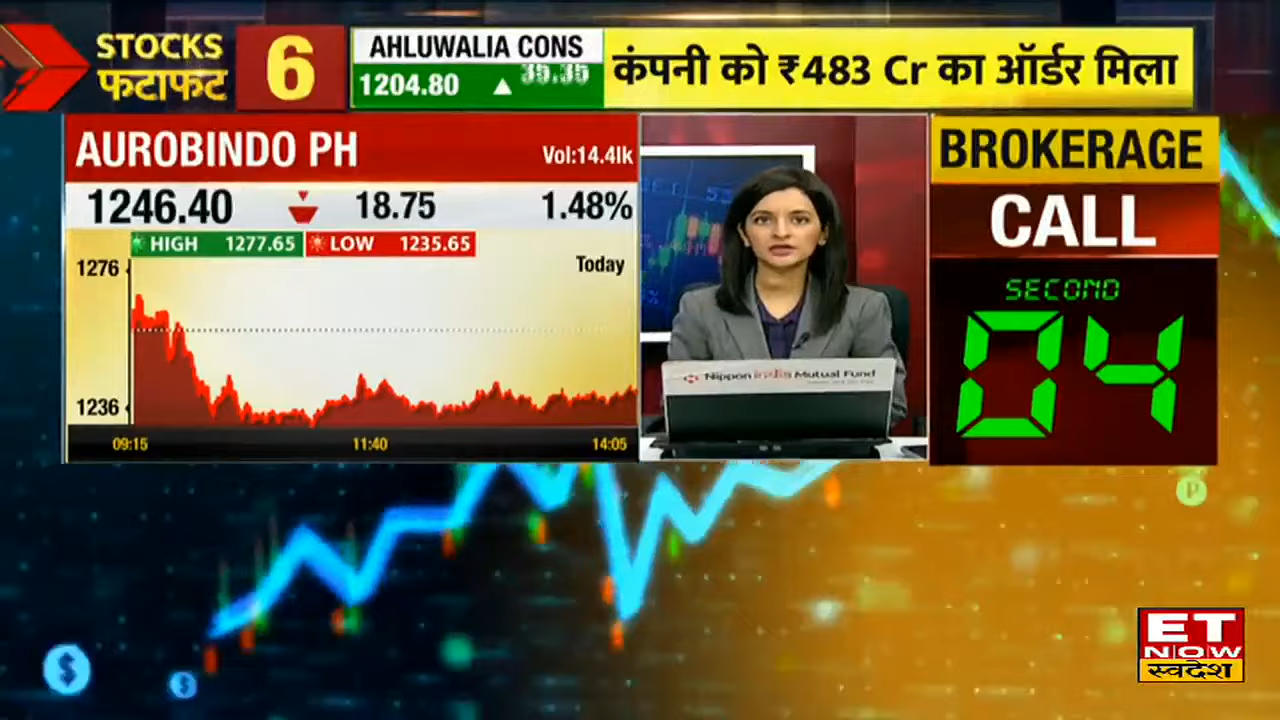 STOCKS
फटाफट
6
AHLUWALIA CONS
1204.80 ▲
कंपनी को ₹483 Cr का ऑर्डर मिला
AUROBINDO PH
Vol:14.4lk
1246.40 18.75 1.48%
HIGH 1277.65 LOW 1235.65
Today
1276
1236
09:15 11:40 14:05
Nippon india Mutual Fund
BROKERAGE
CALL
SECOND
04
ET
NOW
स्वदेश